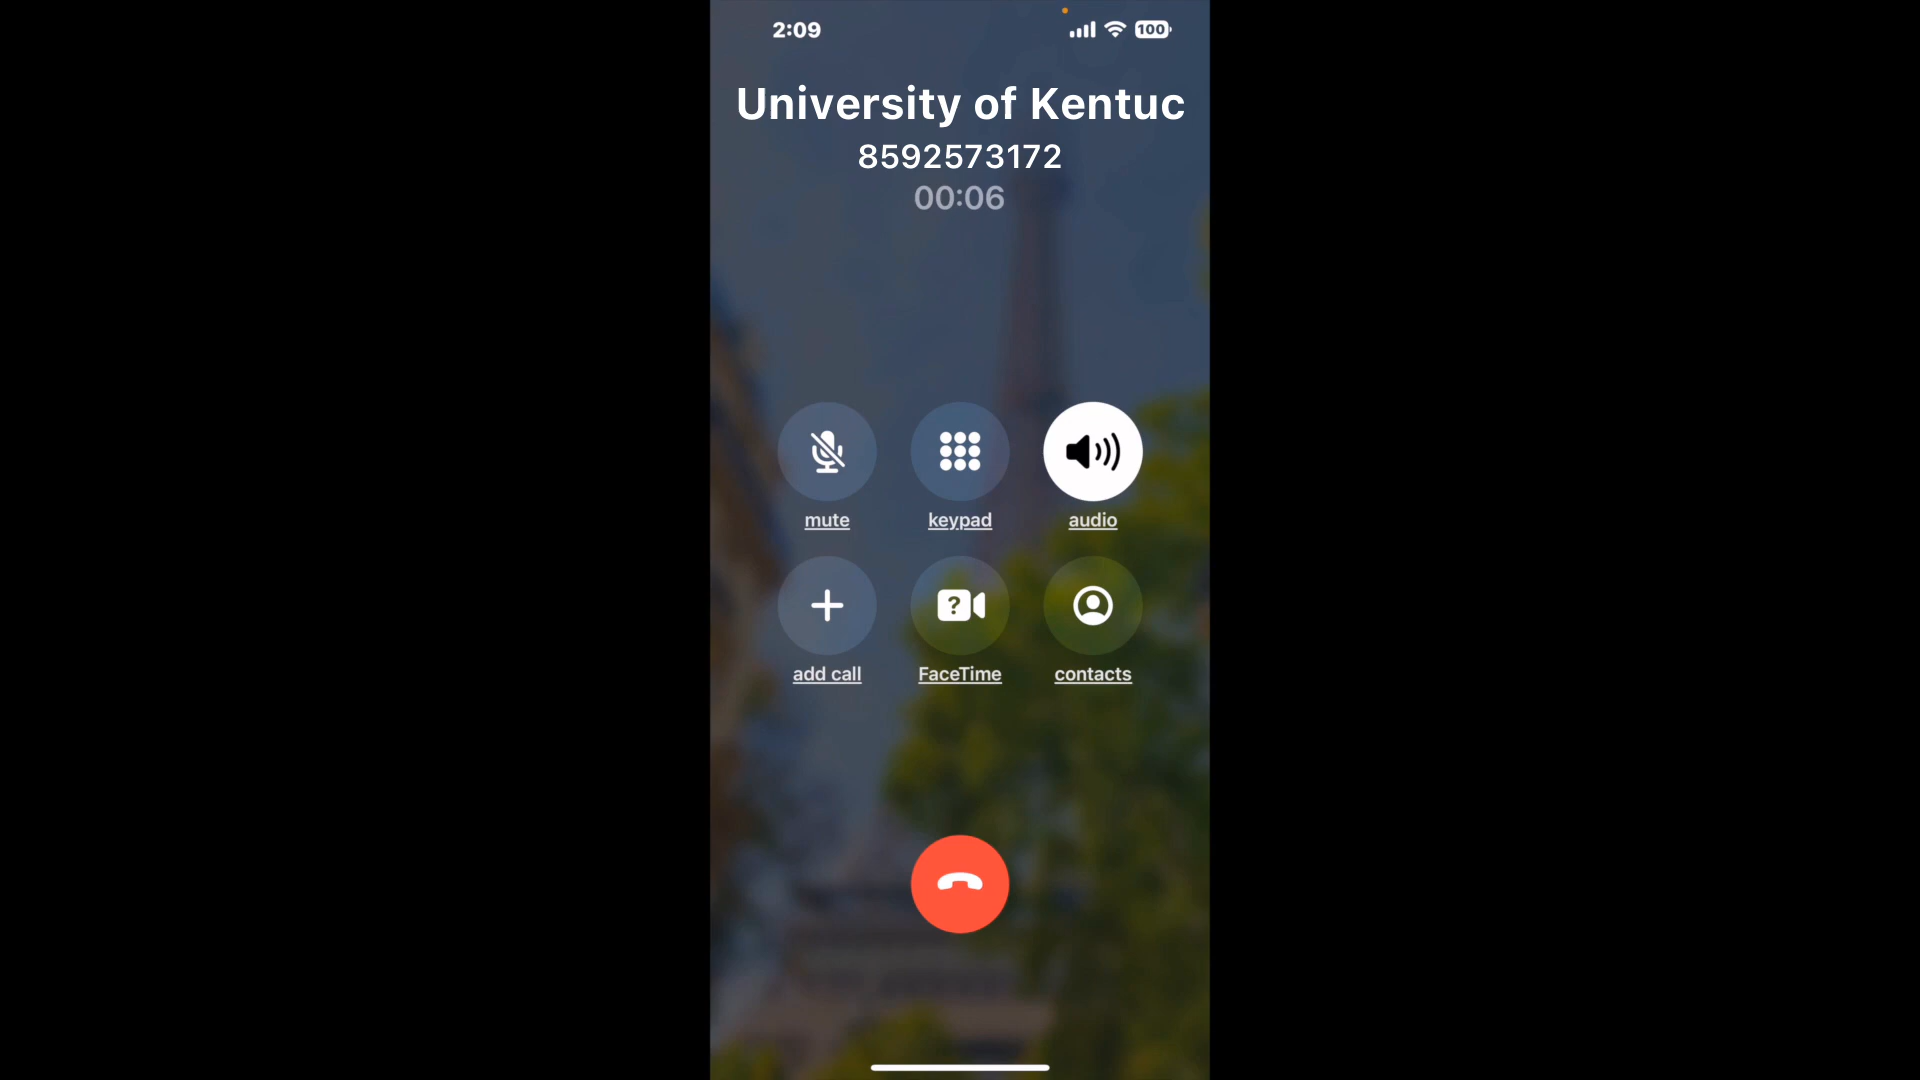 2:09
100
University of Kentuc
8592573172
00:06
mute
keypad
audio
?
add call
FaceTime
contacts